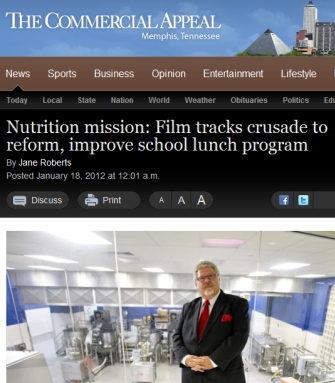 THE COMMERCIAL APPEAL
Memphis, Tennessee
News Sports Business Opinion Entertainment Lifestyle
Today Local State Nation World Weather Obituaries Politics Edu
Nutrition mission: Film tracks crusade to
reform, improve school lunch program
By Jane Roberts
Posted January 18, 2012 at 12:01 a.m.
Discuss Print A A A